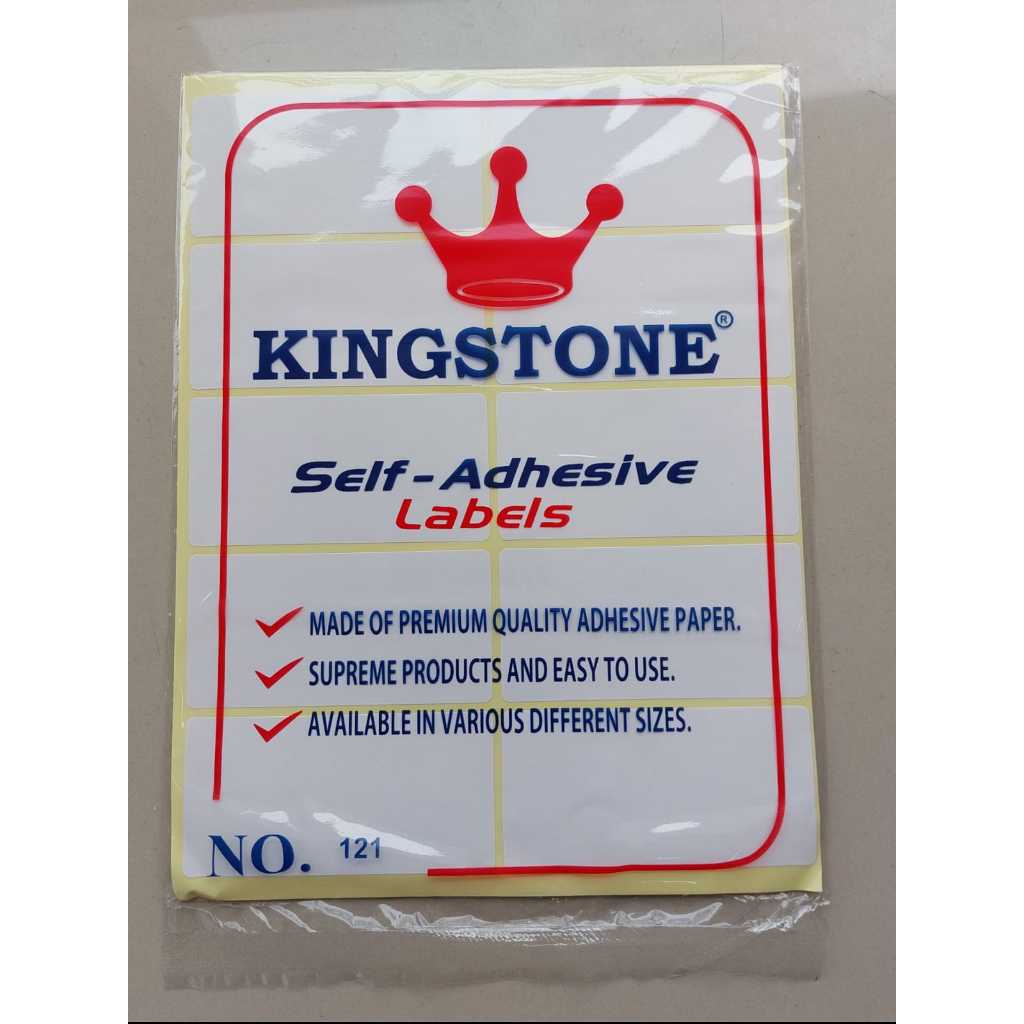 KINGSTONE®
Self-Adhesive
Labels
MADE OF PREMIUM QUALITY ADHESIVE PAPER.
SUPREME PRODUCTS AND EASY TO USE.
AVAILABLE IN VARIOUS DIFFERENT SIZES.
NO. 121